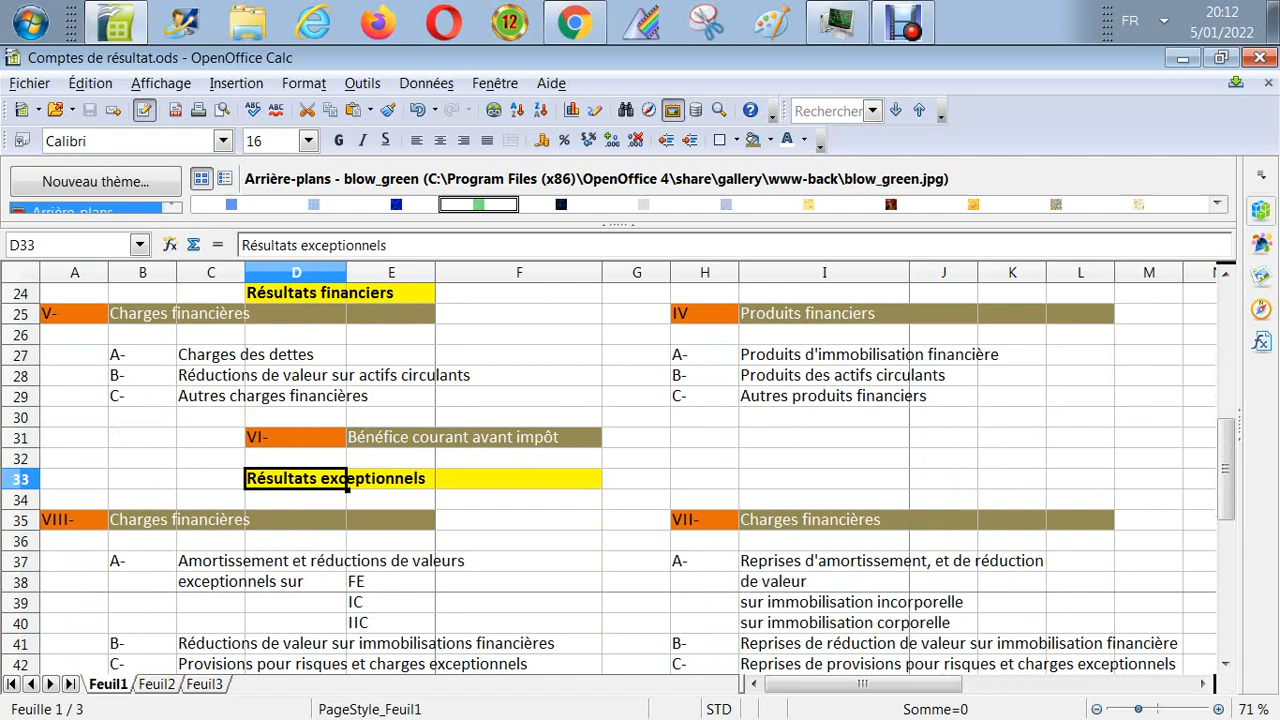 12
FR
20:12
5/01/2022
Comptes de résultat.ods - OpenOffice Calc
Fichier Édition Affichage Insertion Format Outils Données Fenêtre Aide
Rechercher
Calibri 16 G I S
Nouveau thème...
Arrière-plans - blow_green (C:\Program Files (x86)\OpenOffice 4\share\gallery\www-back\blow_green.jpg)
Arrière-plans
D33 Résultats exceptionnels
A B C D E F G H I J K L M N
24 Résultats financiers
25 V- Charges financières IV Produits financiers
26
27 A- Charges des dettes A- Produits d'immobilisation financière
28 B- Réductions de valeur sur actifs circulants B- Produits des actifs circulants
29 C- Autres charges financières C- Autres produits financiers
30
31 VI- Bénéfice courant avant impôt
32
33 Résultats exceptionnels
34
35 VIII- Charges financières VII- Charges financières
36
37 A- Amortissement et réductions de valeurs A- Reprises d'amortissement, et de réduction
38 exceptionnels sur FE de valeur
39 IC sur immobilisation incorporelle
40 IIC sur immobilisation corporelle
41 B- Réductions de valeur sur immobilisations financières B- Reprises de réduction de valeur sur immobilisation financière
42 C- Provisions pour risques et charges exceptionnels C- Reprises de provisions pour risques et charges exceptionnels
Feuil1 Feuil2 Feuil3
Feuille 1 / 3 PageStyle_Feuil1 STD Somme=0 71 %